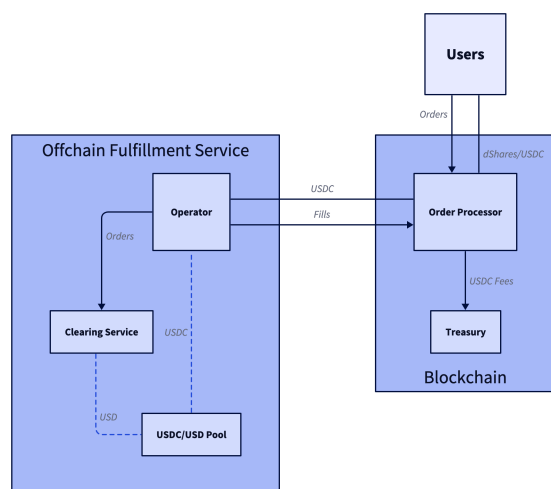 Users
Orders
dShares/USDC
Offchain Fulfillment Service
Operator
USDC
Fills
Order Processor
Orders
USDC Fees
Clearing Service
USDC
Treasury
Blockchain
USD
USDC/USD Pool